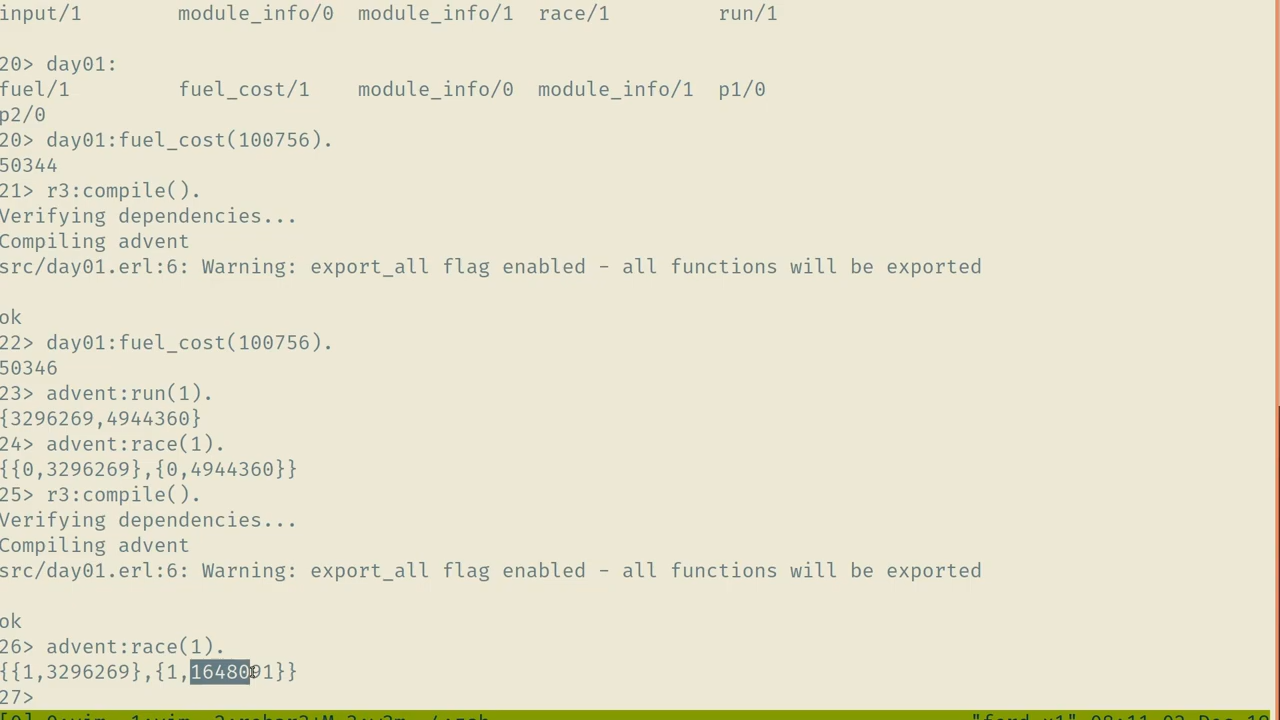 input/1         module_info/0  module_info/1  race/1         run/1
20> day01:
fuel/1         fuel_cost/1    module_info/0  module_info/1  p1/0
p2/0
20> day01:fuel_cost(100756).
50344
21> r3:compile().
Verifying dependencies...
Compiling advent
src/day01.erl:6: Warning: export_all flag enabled - all functions will be exported
ok
22> day01:fuel_cost(100756).
50346
23> advent:run(1).
{3296269,4944360}
24> advent:race(1).
{{0,3296269},{0,4944360}}
25> r3:compile().
Verifying dependencies...
Compiling advent
src/day01.erl:6: Warning: export_all flag enabled - all functions will be exported
ok
26> advent:race(1).
{{1,3296269},{1,1648091}}
27>